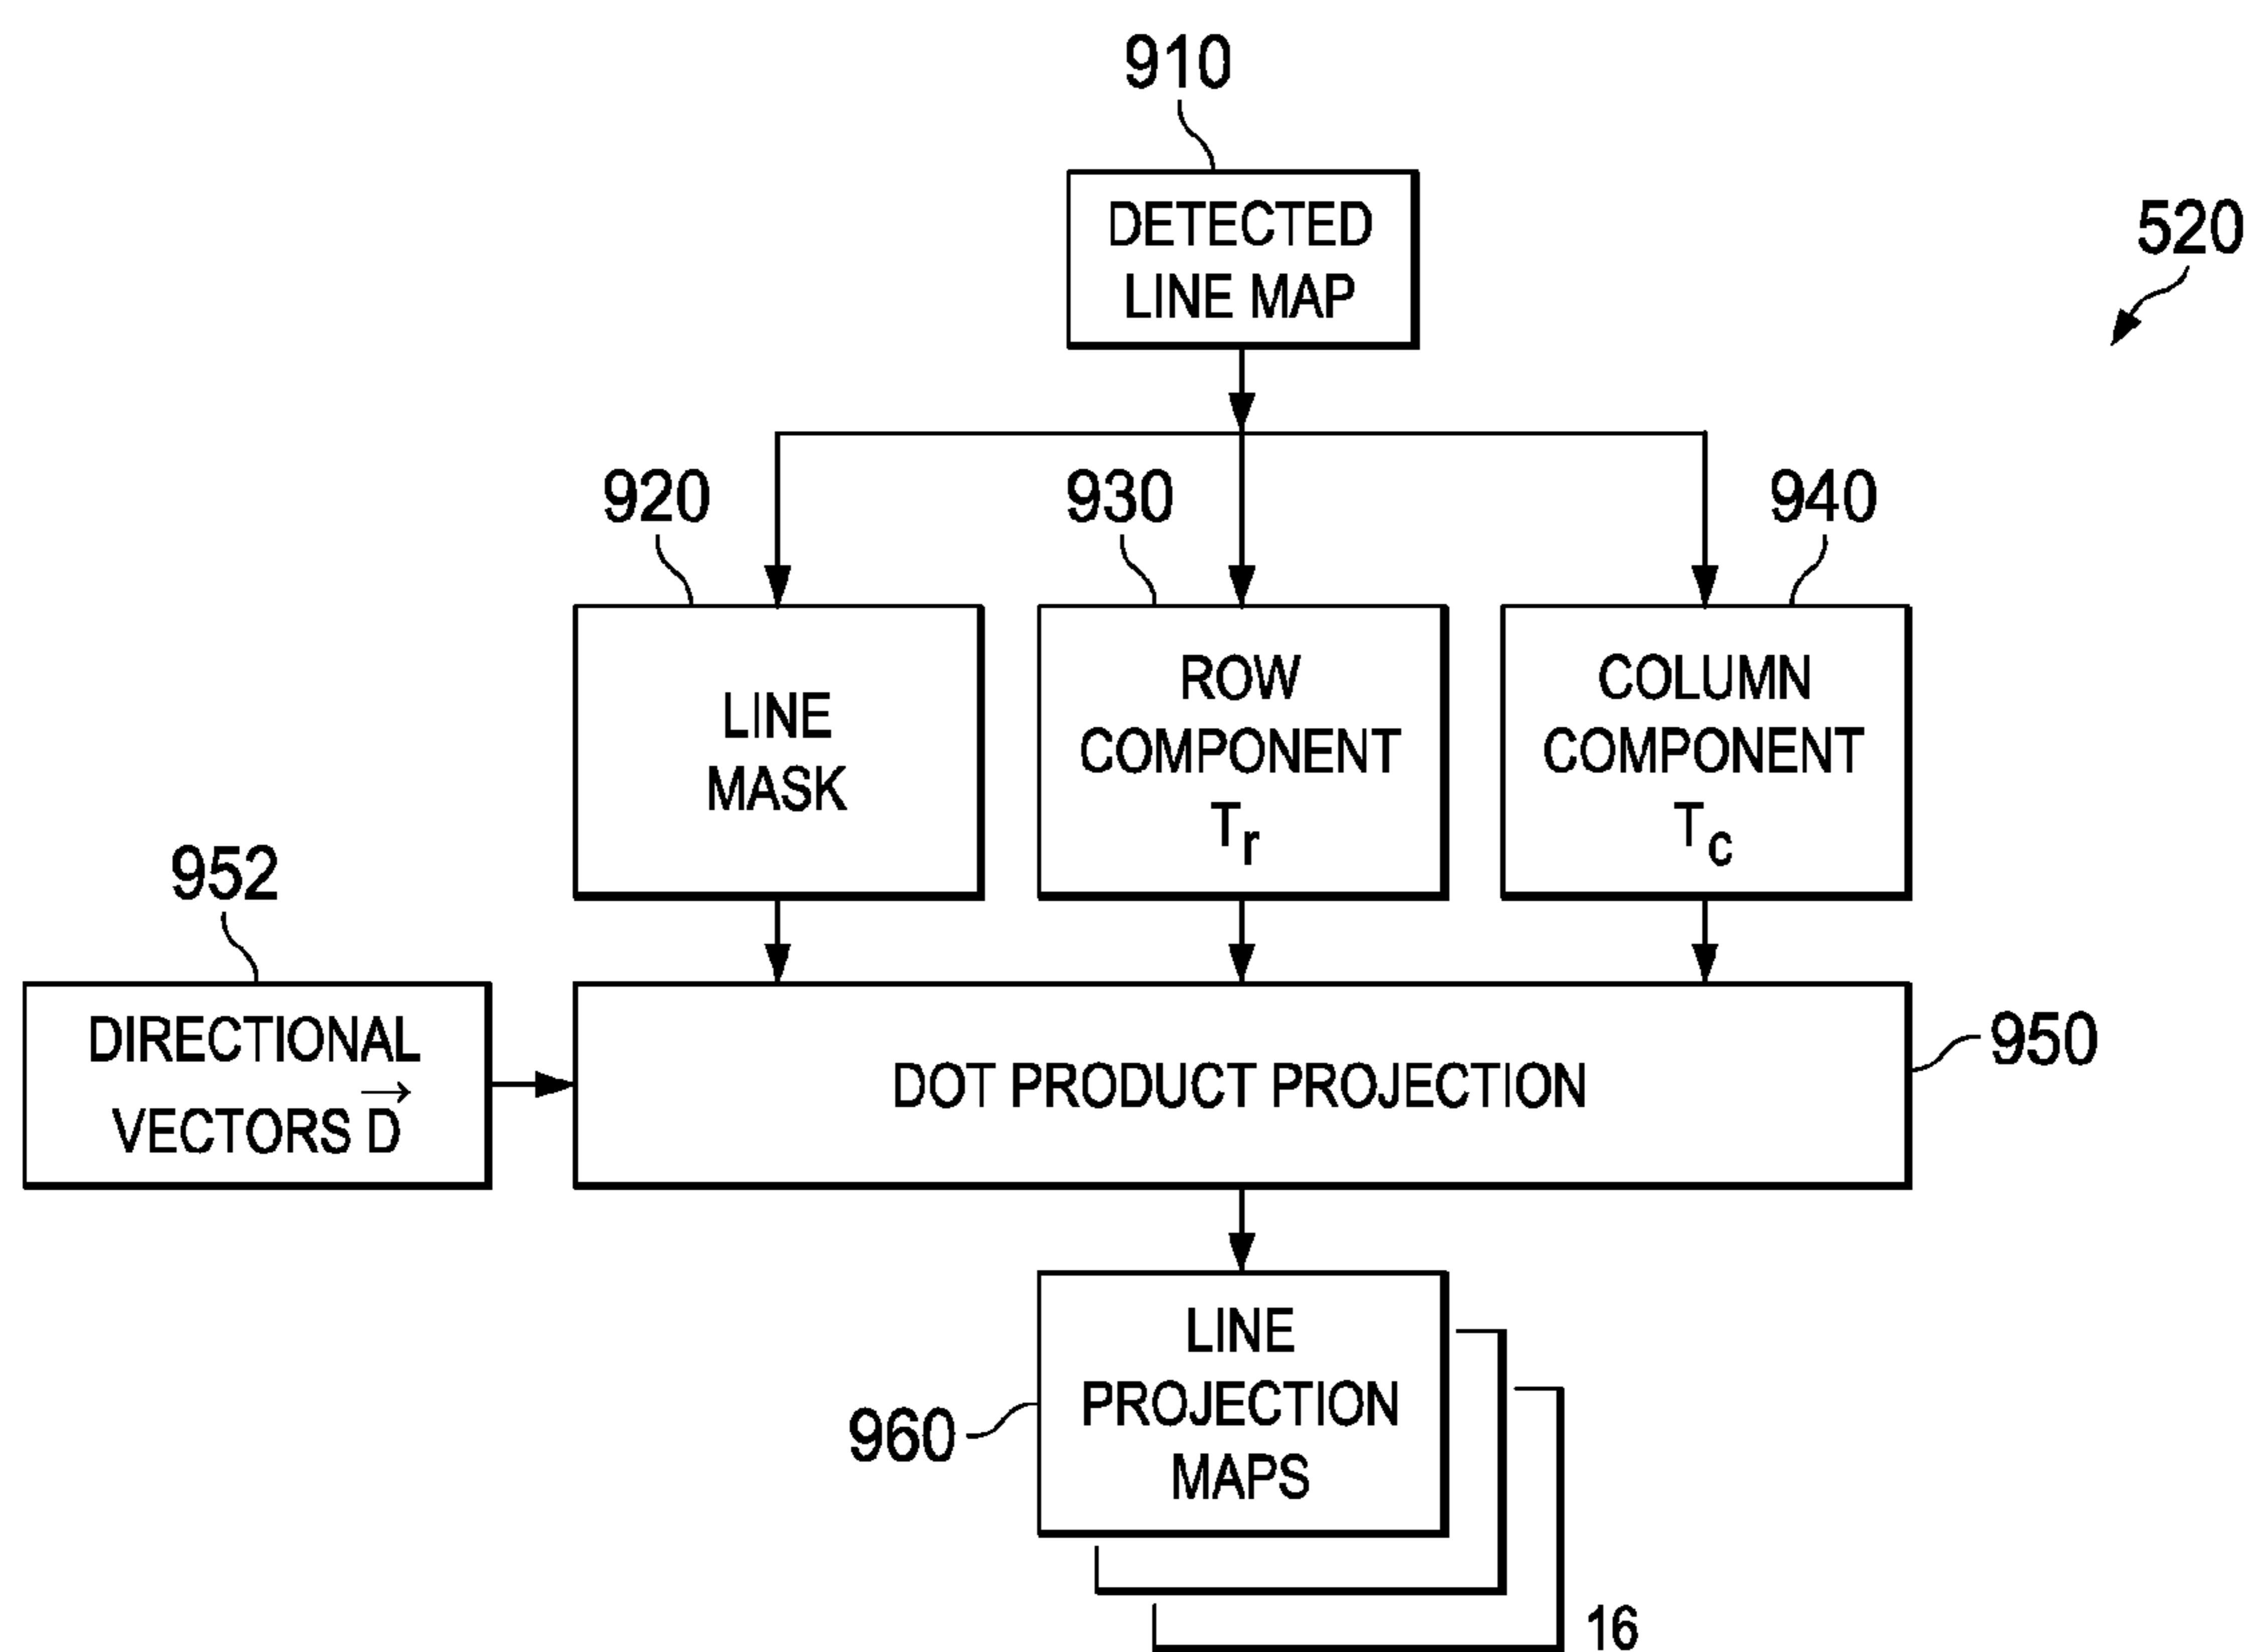 910
DETECTED
LINE MAP
520
920
930
940
LINE
MASK
ROW
COMPONENT
Tr
COLUMN
COMPONENT
Tc
952
DIRECTIONAL
VECTORS D→
DOT PRODUCT PROJECTION
950
LINE
PROJECTION
MAPS
960
16